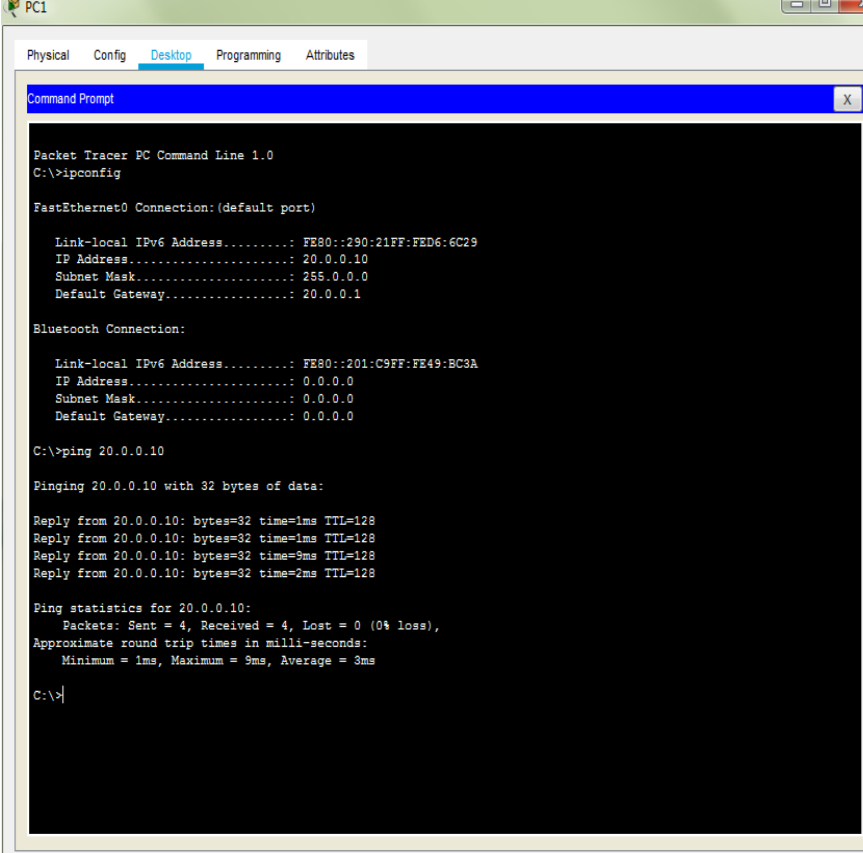 PC1
Physical Config Desktop Programming Attributes
Command Prompt X
Packet Tracer PC Command Line 1.0
C:\>ipconfig
FastEthernet0 Connection:(default port)
Link-local IPv6 Address.........: FE80::290:21FF:FED6:6C29
IP Address......................: 20.0.0.10
Subnet Mask.....................: 255.0.0.0
Default Gateway.................: 20.0.0.1
Bluetooth Connection:
Link-local IPv6 Address.........: FE80::201:C9FF:FE49:BC3A
IP Address......................: 0.0.0.0
Subnet Mask.....................: 0.0.0.0
Default Gateway.................: 0.0.0.0
C:\>ping 20.0.0.10
Pinging 20.0.0.10 with 32 bytes of data:
Reply from 20.0.0.10: bytes=32 time=1ms TTL=128
Reply from 20.0.0.10: bytes=32 time=1ms TTL=128
Reply from 20.0.0.10: bytes=32 time=9ms TTL=128
Reply from 20.0.0.10: bytes=32 time=2ms TTL=128
Ping statistics for 20.0.0.10:
Packets: Sent = 4, Received = 4, Lost = 0 (0% loss),
Approximate round trip times in milli-seconds:
Minimum = 1ms, Maximum = 9ms, Average = 3ms
C:\>